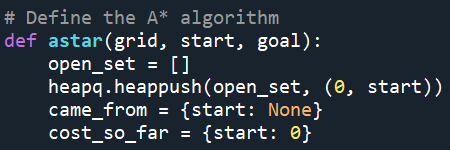 # Define the A* algorithm
def astar(grid, start, goal):
    open_set = []
    heapq.heappush(open_set, (0, start))
    came_from = {start: None}
    cost_so_far = {start: 0}